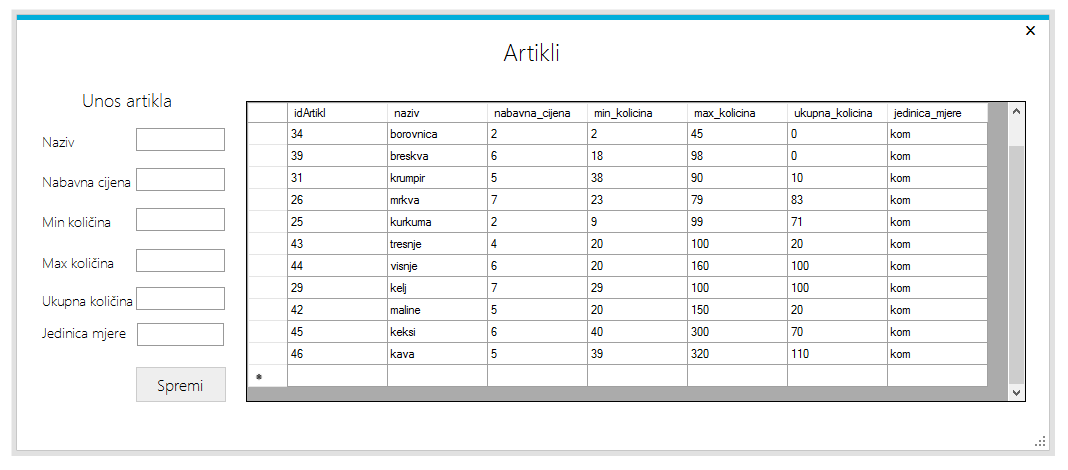 Artikli
Unos artikla
Naziv
Nabavna cijena
Min količina
Max količina
Ukupna količina
Jedinica mjere
Spremi
idArtikl naziv nabavna_cijena min_kolicina max_kolicina ukupna_kolicina jedinica_mjere
34 borovnica 2 2 45 0 kom
39 breskva 6 18 98 0 kom
31 krumpir 5 38 90 10 kom
26 mrkva 7 23 79 83 kom
25 kurkuma 2 9 99 71 kom
43 tresnje 4 20 100 20 kom
44 visnje 6 20 160 100 kom
29 kelj 7 29 100 100 kom
42 maline 5 20 150 20 kom
45 keksi 6 40 300 70 kom
46 kava 5 39 320 110 kom